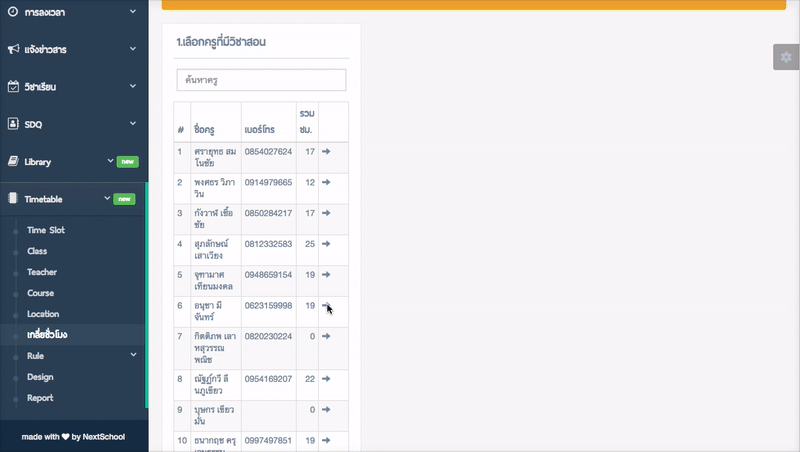 การลงเวลา
แจ้งข่าวสาร
วิชาเรียน
SDQ
Library new
Timetable new
Time Slot
Class
Teacher
Course
Location
เกลี่ยชั่วโมง
Rule
Design
Report
made with by NextSchool
1.เลือกครูที่มีวิชาสอน
ค้นหาครู
# ชื่อครู เบอร์โทร รวม
ชม.
1 ศรายุทธ สม 0854027624 17
โนชัย
2 พงศธร วิภา 0914979665 12
วิน
3 กังวาฬ เชื้อ 0850284217 17
ชัย
4 สุภลักษณ์ 0812332583 25
เสาเวียง
5 จุฑามาศ 0948659154 19
เทียนมงคล
6 อนุชา มี 0623159998 19
จันทร์
7 กิตติภพ เลา 0820230224 0
หสุวรรณ
พณิช
8 ณัฐฏ์กวี สี 0954169207 22
นภูเขียว
9 บุษกร เขียว 0
มั่น
10 ธนากฤช ครุ 0997497851 19